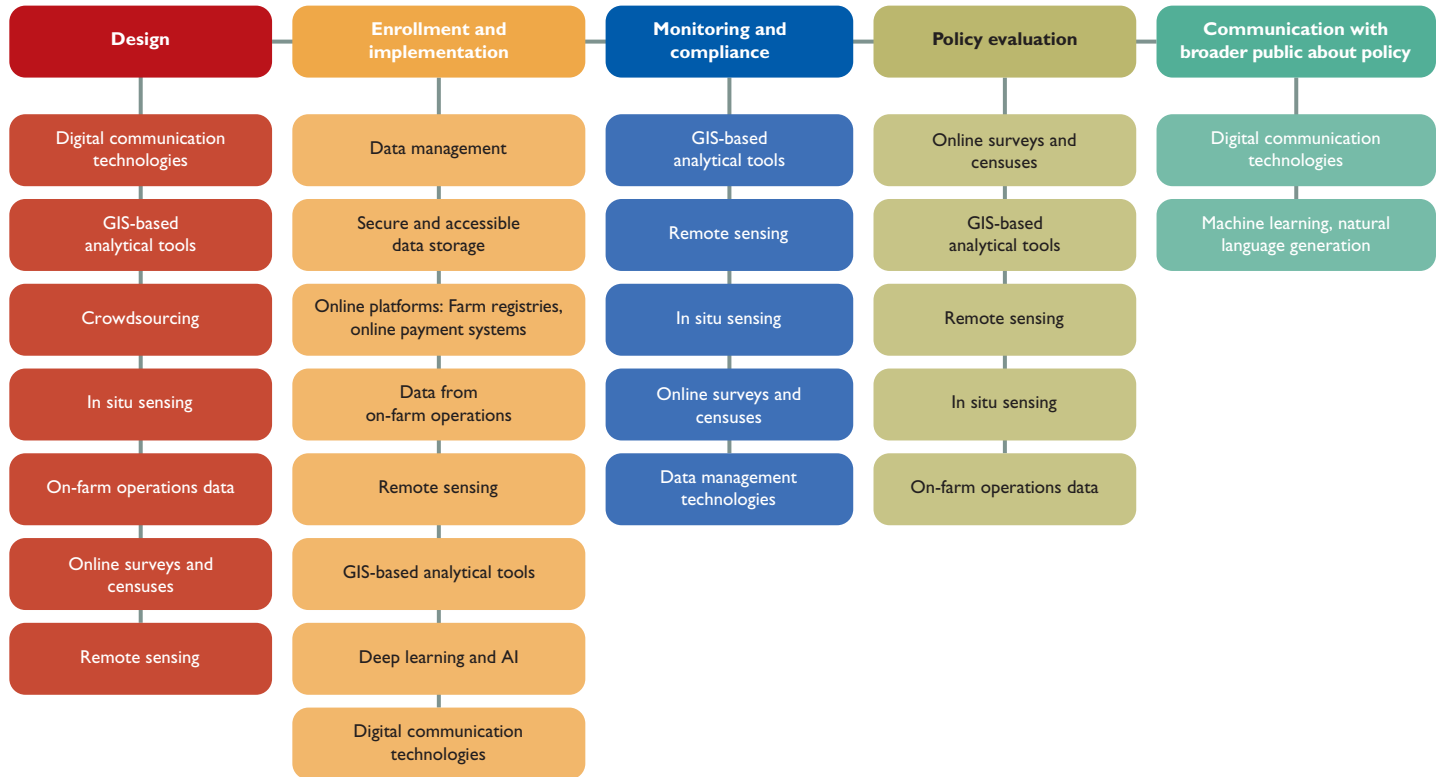 Design
Digital communication
technologies
GIS-based
analytical tools
Crowdsourcing
In situ sensing
On-farm operations data
Online surveys and
censuses
Remote sensing
Enrollment and
implementation
Data management
Secure and accessible
data storage
Online platforms: Farm registries,
online payment systems
Data from
on-farm operations
Remote sensing
GIS-based analytical tools
Deep learning and AI
Digital communication
technologies
Monitoring and
compliance
GIS-based
analytical tools
Remote sensing
In situ sensing
Online surveys and
censuses
Data management
technologies
Policy evaluation
Online surveys and
censuses
GIS-based
analytical tools
Remote sensing
In situ sensing
On-farm operations data
Communication with
broader public about policy
Digital communication
technologies
Machine learning, natural
language generation